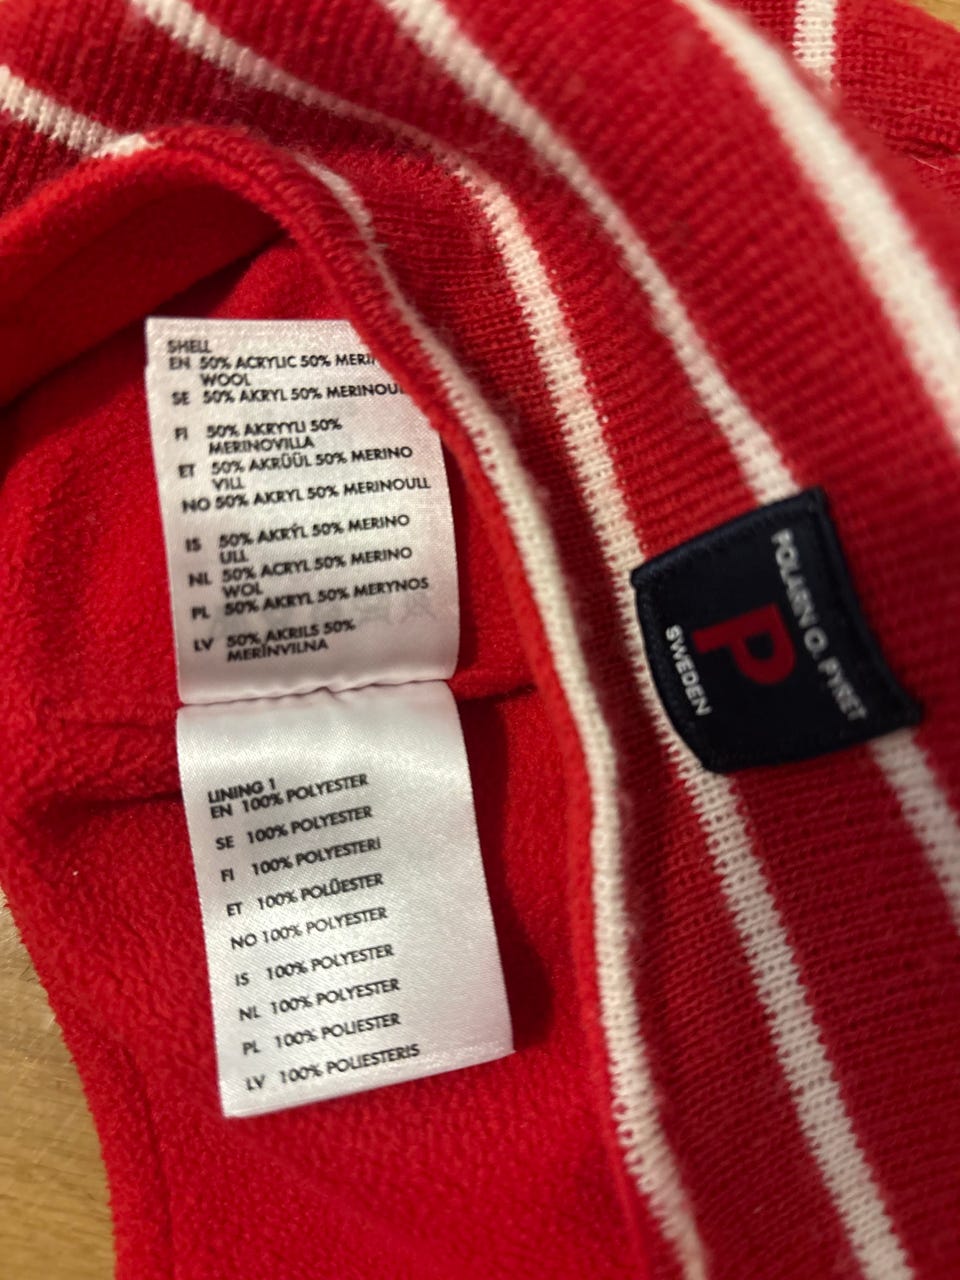 SHELL
EN 50% ACRYLIC 50%
WOOL
SE 50% AKRYL 50%
FI 50% AKRYYLI 50%
MERINOVILLA
ET 50% AKRÜÜL 50% MERINO
VILL
NO 50% AKRYL 50% MERINOULL
IS 50% AKRÝL 50% MERINO
ULL
NL 50% ACRYL 50% MERINO
WOL
PL 50% AKRYL 50% MERYNOS
LV 50% AKRILS 50%
MERINVILNA
LINING 1
EN 100% POLYESTER
SE 100% POLYESTER
FI 100% POLYESTERI
ET 100% POLÜESTER
NO 100% POLYESTER
IS 100% POLYESTER
NL 100% POLYESTER
PL 100% POLIESTER
LV 100% POLIESTERIS
POLARN O. PYRET
P
SWEDEN